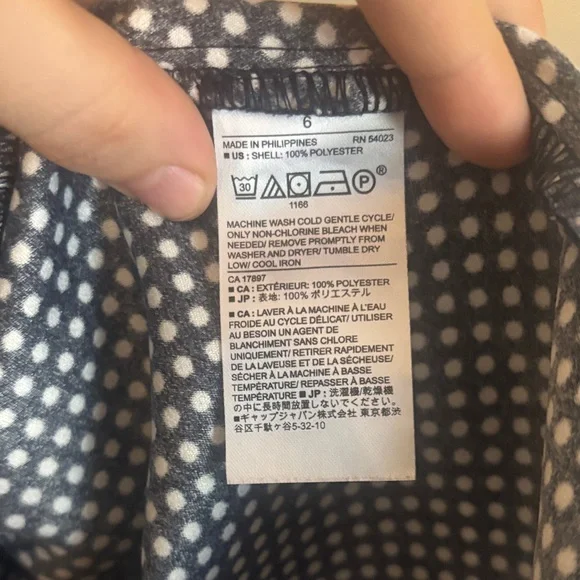 6
MADE IN PHILIPPINES RN 54023
■ US : SHELL: 100% POLYESTER
30 P ®
1166
MACHINE WASH COLD GENTLE CYCLE/
ONLY NON-CHLORINE BLEACH WHEN
NEEDED/ REMOVE PROMPTLY FROM
WASHER AND DRYER/ TUMBLE DRY
LOW/ COOL IRON
CA 17897
■ CA : EXTÉRIEUR: 100% POLYESTER
■ JP : 表地: 100% ポリエステル
■ CA : LAVER À LA MACHINE À L'EAU
FROIDE AU CYCLE DÉLICAT/ UTILISER
AU BESOIN UN AGENT DE
BLANCHIMENT SANS CHLORE
UNIQUEMENT/ RETIRER RAPIDEMENT
DE LA LAVEUSE ET DE LA SÉCHEUSE/
SÉCHER À LA MACHINE À BASSE
TEMPÉRATURE/ REPASSER À BASSE
TEMPÉRATURE ■ JP : 洗濯機/乾燥機
の中に長時間放置しないでください。
■ギャップジャパン株式会社 東京都渋
谷区千駄ヶ谷5-32-10